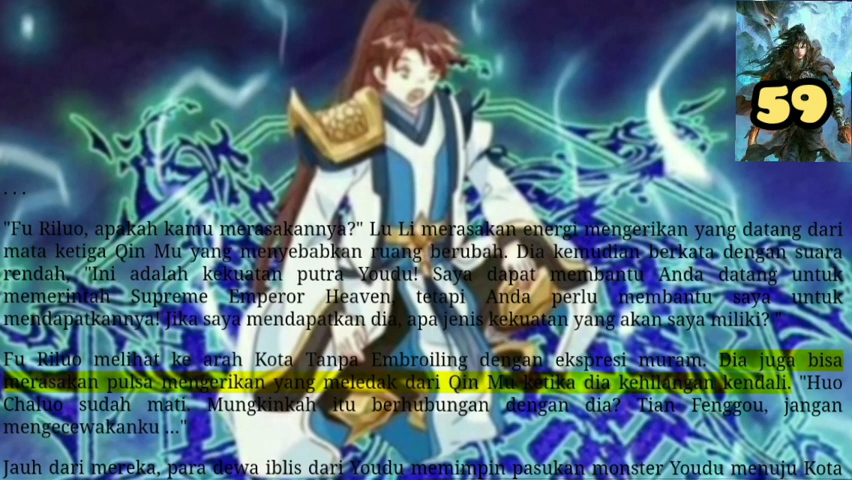 59
...
"Fu Riluo, apakah kamu merasakannya?" Lu Li merasakan energi mengerikan yang datang dari
mata ketiga Qin Mu yang menyebabkan ruang berubah. Dia kemudian berkata dengan suara
rendah, "Ini adalah kekuatan putra Youdu! Saya dapat membantu Anda datang untuk
memerintah Supreme Emperor Heaven, tetapi Anda perlu membantu saya untuk
mendapatkannya! Jika saya mendapatkan dia, apa jenis kekuatan yang akan saya miliki? "
Fu Riluo melihat ke arah Kota Tanpa Embroiling dengan ekspresi muram. Dia juga bisa
merasakan pulsa mengerikan yang meledak dari Qin Mu ketika dia kehilangan kendali. "Huo
Chaluo sudah mati. Mungkinkah itu berhubungan dengan dia? Tian Fenggou, jangan
mengecewakanku ..."
Jauh dari mereka, para dewa iblis dari Youdu memimpin pasukan monster Youdu menuju Kota